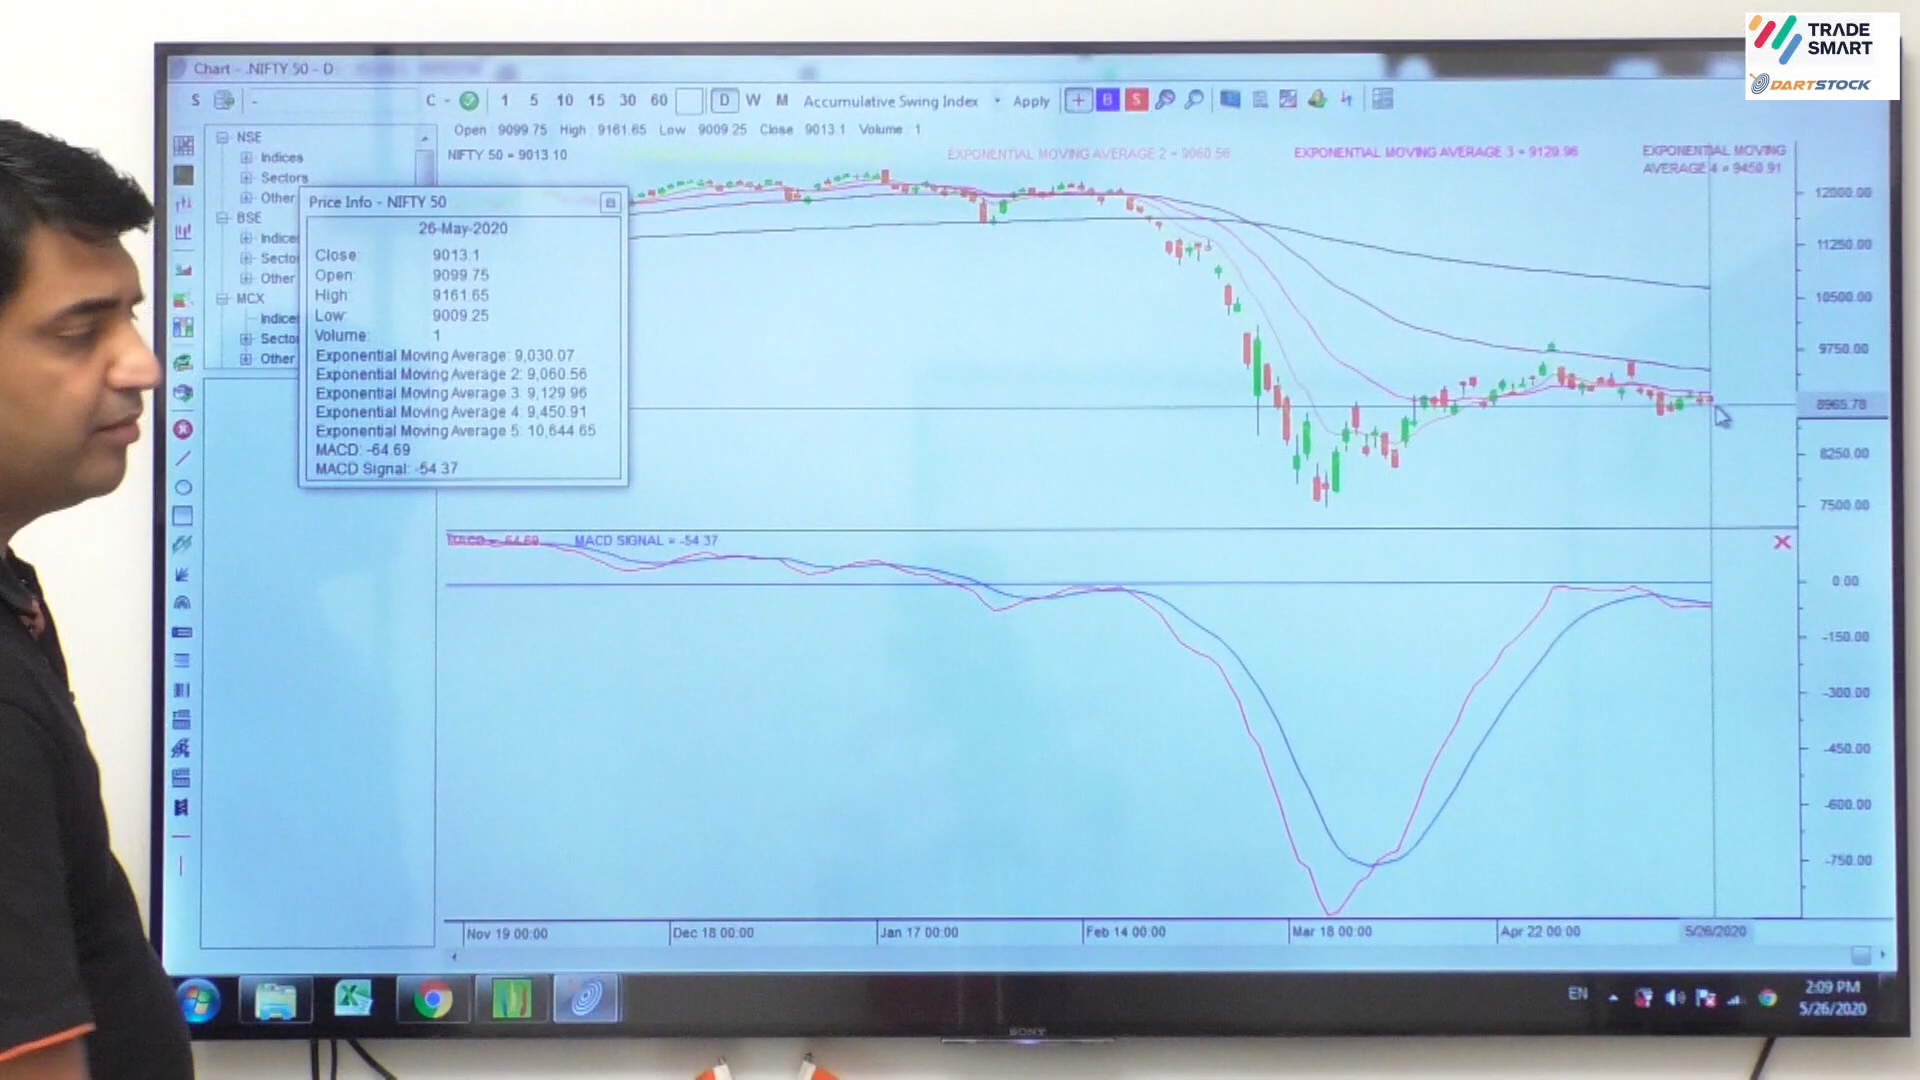 TRADE
SMART
DARTSTOCK
Chart - .NIFTY 50 - D
S - C - 1 5 10 15 30 60 D W M Accumulative Swing Index Apply B S
Open 9099.75 High 9161.65 Low 9009.25 Close 9013.1 Volume 1
NIFTY 50 = 9013.10
EXPONENTIAL MOVING AVERAGE 2 = 9060.56
EXPONENTIAL MOVING AVERAGE 3 = 9129.96
EXPONENTIAL MOVING
AVERAGE 4 = 9450.91
NSE
Indices
Sectors
Other
BSE
Indice
Secto
Other
MCX
Indice
Sector
Other
Price Info - NIFTY 50
26-May-2020
Close: 9013.1
Open: 9099.75
High: 9161.65
Low: 9009.25
Volume: 1
Exponential Moving Average: 9,030.07
Exponential Moving Average 2: 9,060.56
Exponential Moving Average 3: 9,129.96
Exponential Moving Average 4: 9,450.91
Exponential Moving Average 5: 10,644.65
MACD: -64.69
MACD Signal: -54.37
12000.00
11250.00
10500.00
9750.00
8965.78
8250.00
7500.00
MACD = -64.69 MACD SIGNAL = -54.37
0.00
-150.00
-300.00
-450.00
-600.00
-750.00
Nov 19 00:00 Dec 18 00:00 Jan 17 00:00 Feb 14 00:00 Mar 18 00:00 Apr 22 00:00 5/26/2020
EN
2:09 PM
5/26/2020
SONY